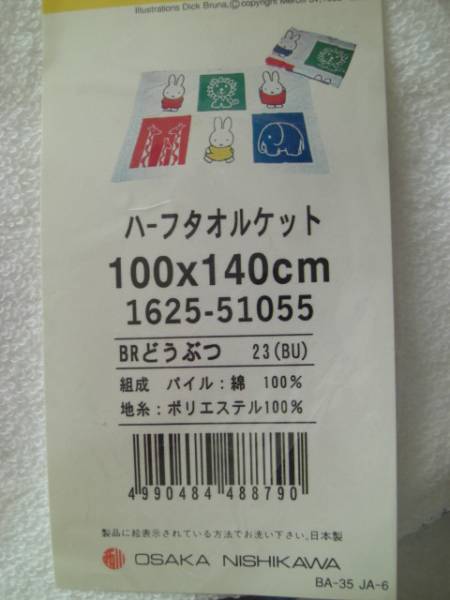 Illustrations Dick Bruna, © copyright Mercis bv,
ハーフタオルケット
100x140cm
1625-51055
BRどうぶつ 23(BU)
組成 パイル:綿 100%
地糸:ポリエステル100%
4 990484 488790
製品に絵表示されている方法でお洗い下さい。日本製
OSAKA NISHIKAWA
BA-35 JA-6